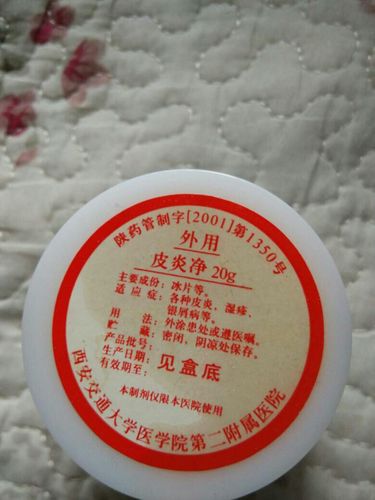 陕药管制字[2001]第1350号
外用
皮炎净 20g
主要成份：冰片等。
适应症：各种皮炎、湿疹、
银屑病等。
用法：外涂患处或遵医嘱。
贮藏：密闭，阴凉处保存。
产品批号：
生产日期：见盒底
有效期至：
本制剂仅限本医院使用
西安交通大学医学院第二附属医院